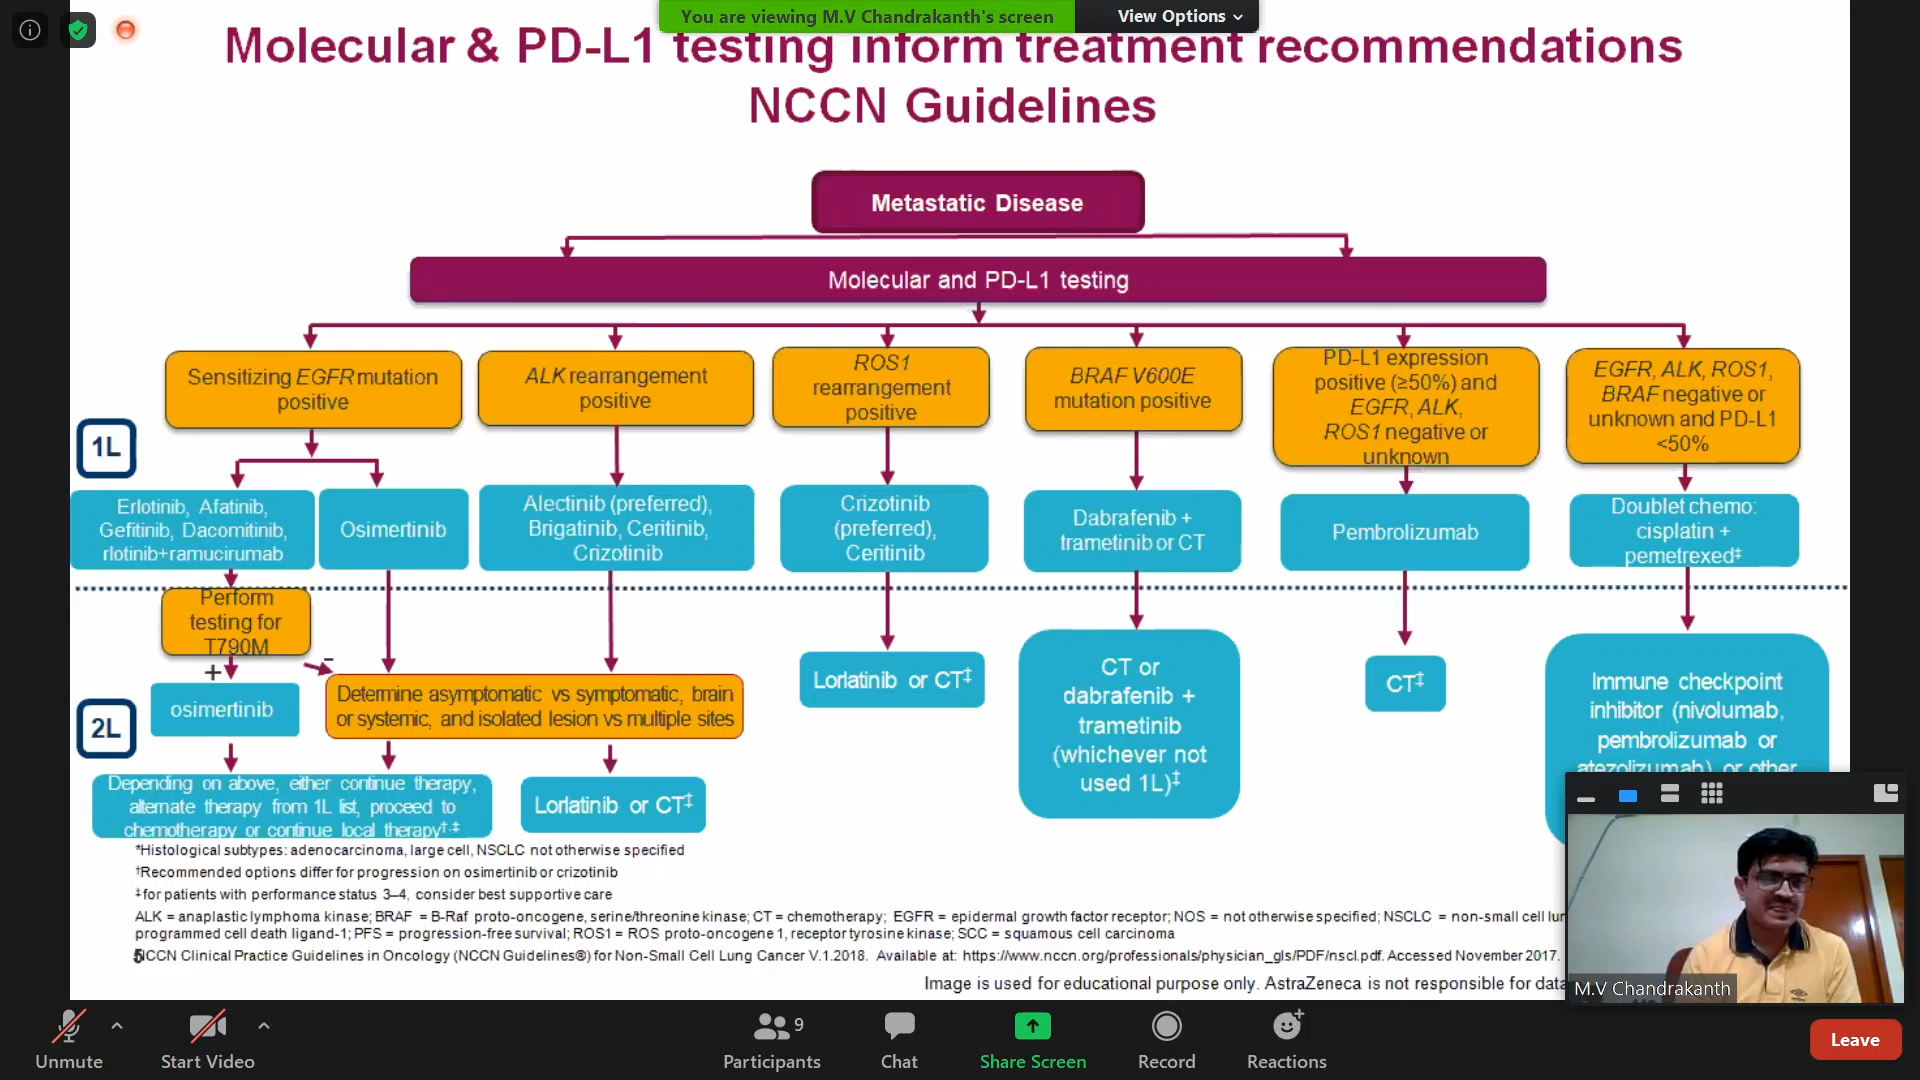 You are viewing M.V Chandrakanth's screen
View Options
Molecular & PD-L1 testing inform treatment recommendations
NCCN Guidelines
Metastatic Disease
Molecular and PD-L1 testing
Sensitizing EGFR mutation
positive
ALK rearrangement
positive
ROS1
rearrangement
positive
BRAF V600E
mutation positive
PD-L1 expression
positive (≥50%) and
EGFR, ALK,
ROS1 negative or
unknown
EGFR, ALK, ROS1,
BRAF negative or
unknown and PD-L1
<50%
1L
Erlotinib, Afatinib,
Gefitinib, Dacomitinib,
rlotinib+ramucirumab
Osimertinib
Alectinib (preferred),
Brigatinib, Ceritinib,
Crizotinib
Crizotinib
(preferred),
Ceritinib
Dabrafenib +
trametinib or CT
Pembrolizumab
Doublet chemo:
cisplatin +
pemetrexed‡
Perform
testing for
T790M
+
-
2L
osimertinib
Determine asymptomatic vs symptomatic, brain
or systemic, and isolated lesion vs multiple sites
Lorlatinib or CT‡
CT or
dabrafenib +
trametinib
(whichever not
used 1L)‡
CT‡
Immune checkpoint
inhibitor (nivolumab,
pembrolizumab or
atezolizumab) or other
Depending on above, either continue therapy,
alternate therapy from 1L list, proceed to
chemotherapy or continue local therapy†,‡
Lorlatinib or CT‡
*Histological subtypes: adenocarcinoma, large cell, NSCLC not otherwise specified
†Recommended options differ for progression on osimertinib or crizotinib
‡for patients with performance status 3–4, consider best supportive care
ALK = anaplastic lymphoma kinase; BRAF = B-Raf proto-oncogene, serine/threonine kinase; CT = chemotherapy; EGFR = epidermal growth factor receptor; NOS = not otherwise specified; NSCLC = non-small cell lun
programmed cell death ligand-1; PFS = progression-free survival; ROS1 = ROS proto-oncogene 1, receptor tyrosine kinase; SCC = squamous cell carcinoma
5
NCCN Clinical Practice Guidelines in Oncology (NCCN Guidelines®) for Non-Small Cell Lung Cancer V.1.2018. Available at: https://www.nccn.org/professionals/physician_gls/PDF/nscl.pdf. Accessed November 2017.
Image is used for educational purpose only. AstraZeneca is not responsible for data
M.V Chandrakanth
Unmute
Start Video
9
Participants
Chat
Share Screen
Record
Reactions
Leave